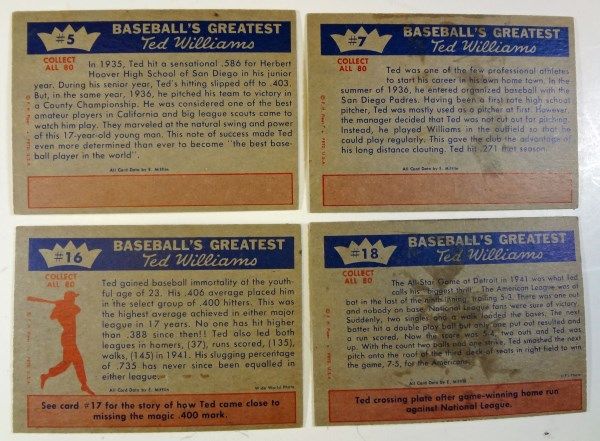 #5
BASEBALL'S GREATEST
Ted Williams
COLLECT
ALL 80
In 1935, Ted hit a sensational .586 for Herbert
Hoover High School of San Diego in his junior
year. During his senior year, Ted's hitting slipped off to .403.
But, in the same year, 1936, he pitched his team to victory in
a County Championship. He was considered one of the best
amateur players in California and big league scouts came to
watch him play. They marveled at the natural swing and power
of this 17-year-old young man. This note of success made Ted
even more determined than ever to become "the best base-
ball player in the world".
All Card Data by E. Mifflin
#7
BASEBALL'S GREATEST
Ted Williams
COLLECT
ALL 80
Ted was one of the few professional athletes
to start his career in his own home town. In the
summer of 1936, he entered organized baseball with the
San Diego Padres. Having been a first rate high school
pitcher, Ted was mostly used as a pitcher at first. However,
the manager decided that Ted was not cut out for pitching.
Instead, he played Williams in the outfield so that he
could play regularly. This gave the club the advantage of
his long distance clouting. Ted hit .271 that season.
All Card Data by E. Mifflin
#16
BASEBALL'S GREATEST
Ted Williams
COLLECT
ALL 80
Ted gained baseball immortality at the youth-
ful age of 23. His .406 average placed him
in the select group of .400 hitters. This was the
highest average achieved in either major
league in 17 years. No one has hit higher
than .388 since then!! Ted also led both
leagues in homers, (37), runs scored, (135),
walks, (145) in 1941. His slugging percentage
of .735 has never since been equalled in
either league.
All Card Data by E. Mifflin
Wide World Photo
See card #17 for the story of how Ted came close to
missing the magic .400 mark.
#18
BASEBALL'S GREATEST
Ted Williams
COLLECT
ALL 80
The All-Star Game at Detroit in 1941 was what Ted
calls his "biggest thrill". The American League was at
bat in the last of the ninth inning, trailing 5-3. There was one out
and nobody on base. National League fans were sure of victory.
Suddenly, two singles and a walk loaded the bases. The next
batter hit a double play ball but only one put out resulted and
a run scored. Now the score was 5-4, two outs and Ted was
up. With the count two balls and one strike, Ted smashed the next
pitch onto the roof of the third deck of seats in right field to win
the game, 7-5, for the Americans.
All Card Data by E. Mifflin
Ted crossing plate after game-winning home run
against National League.